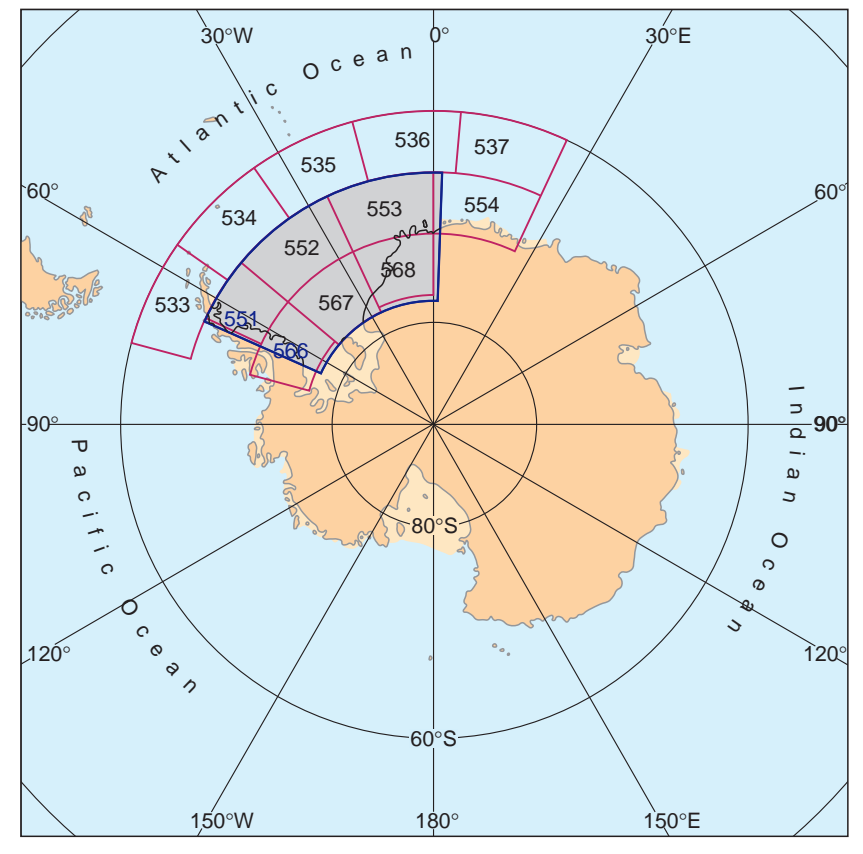 30°W
0°
30°E
Atlantic Ocean
536
537
535
60°
60°
534
553
554
552
568
533
551
567
566
90°
90°
Indian Ocean
Pacific Ocean
80°S
120°
120°
60°S
150°W
180°
150°E